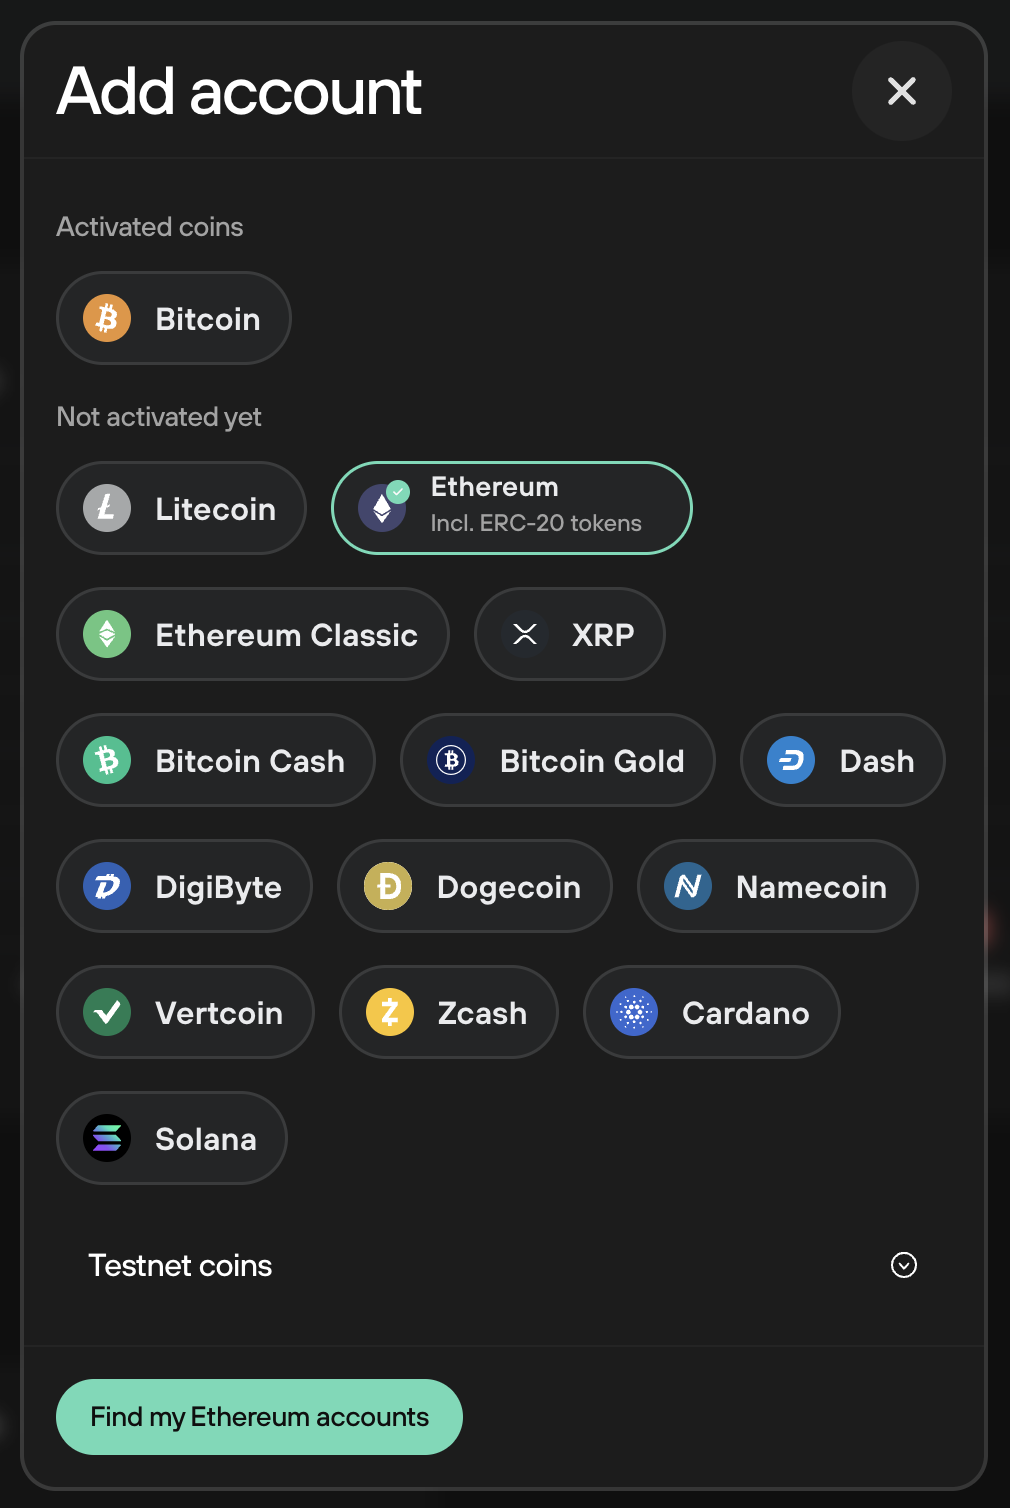 Add account
Activated coins
Bitcoin
Not activated yet
Litecoin
Ethereum
Incl. ERC-20 tokens
Ethereum Classic
XRP
Bitcoin Cash
Bitcoin Gold
Dash
DigiByte
Dogecoin
Namecoin
Vertcoin
Zcash
Cardano
Solana
Testnet coins
Find my Ethereum accounts